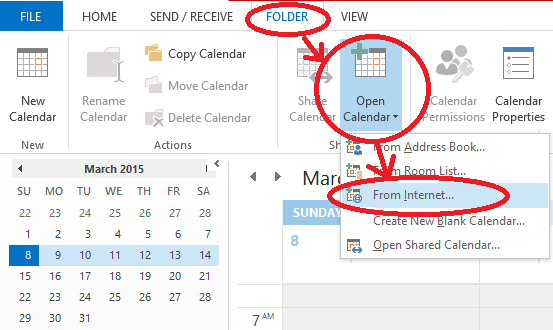 FILE HOME SEND / RECEIVE FOLDER VIEW
New Calendar
Rename Calendar
Copy Calendar
Move Calendar
Delete Calendar
Share Calendar
Open Calendar
Calendar Permissions
Calendar Properties
New
Actions
Sh
From Address Book...
From Room List...
From Internet...
Create New Blank Calendar...
Open Shared Calendar...
March 2015
SU MO TU WE TH FR SA
22 23 24 25 26 27 28
1 2 3 4 5 6 7
8 9 10 11 12 13 14
15 16 17 18 19 20 21
22 23 24 25 26 27 28
29 30 31
SUNDAY
8
7 AM